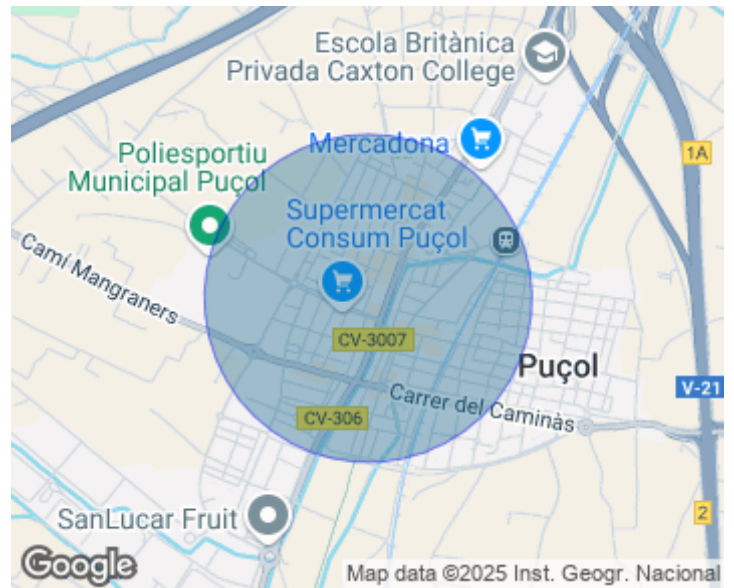 Escola Britànica
Privada Caxton College
Mercadona
Poliesportiu
Municipal Puçol
1A
Supermercat
Consum Puçol
Camí Mangraners
CV-3007
Puçol
V-21
Carrer del Caminàs
CV-306
SanLucar Fruit
2
Google
Map data ©2025 Inst. Geogr. Nacional